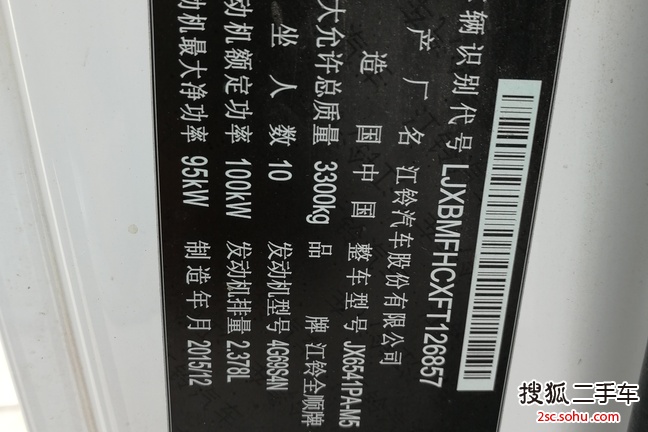 车辆识别代号 LJXBMFHCXFT126857
生产厂名 江铃汽车股份有限公司
制造国 中国 整车型号 JX6541PA-M5
最大允许总质量 3300kg 品牌 江铃全顺牌
乘坐人数 10 发动机型号 4G69S4N
发动机额定功率 100kW 发动机排量 2.378L
发动机最大净功率 95kW 制造年月 2015/12
搜狐二手车
2sc.sohu.com